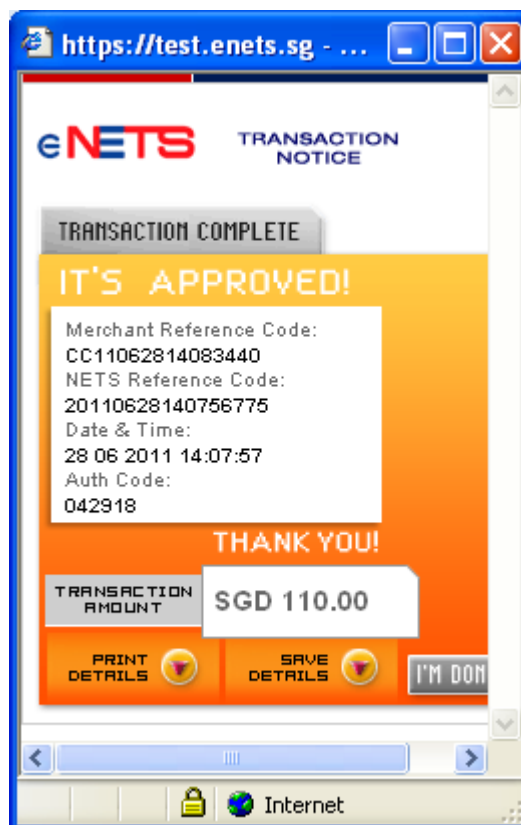 https://test.enets.sg - ...
eNETS
TRANSACTION
NOTICE
TRANSACTION COMPLETE
IT'S APPROVED!
Merchant Reference Code:
CC11062814083440
NETS Reference Code:
20110628140756775
Date & Time:
28 06 2011 14:07:57
Auth Code:
042918
THANK YOU!
TRANSACTION
AMOUNT
SGD 110.00
PRINT
DETAILS
SAVE
DETAILS
I'M DON
Internet